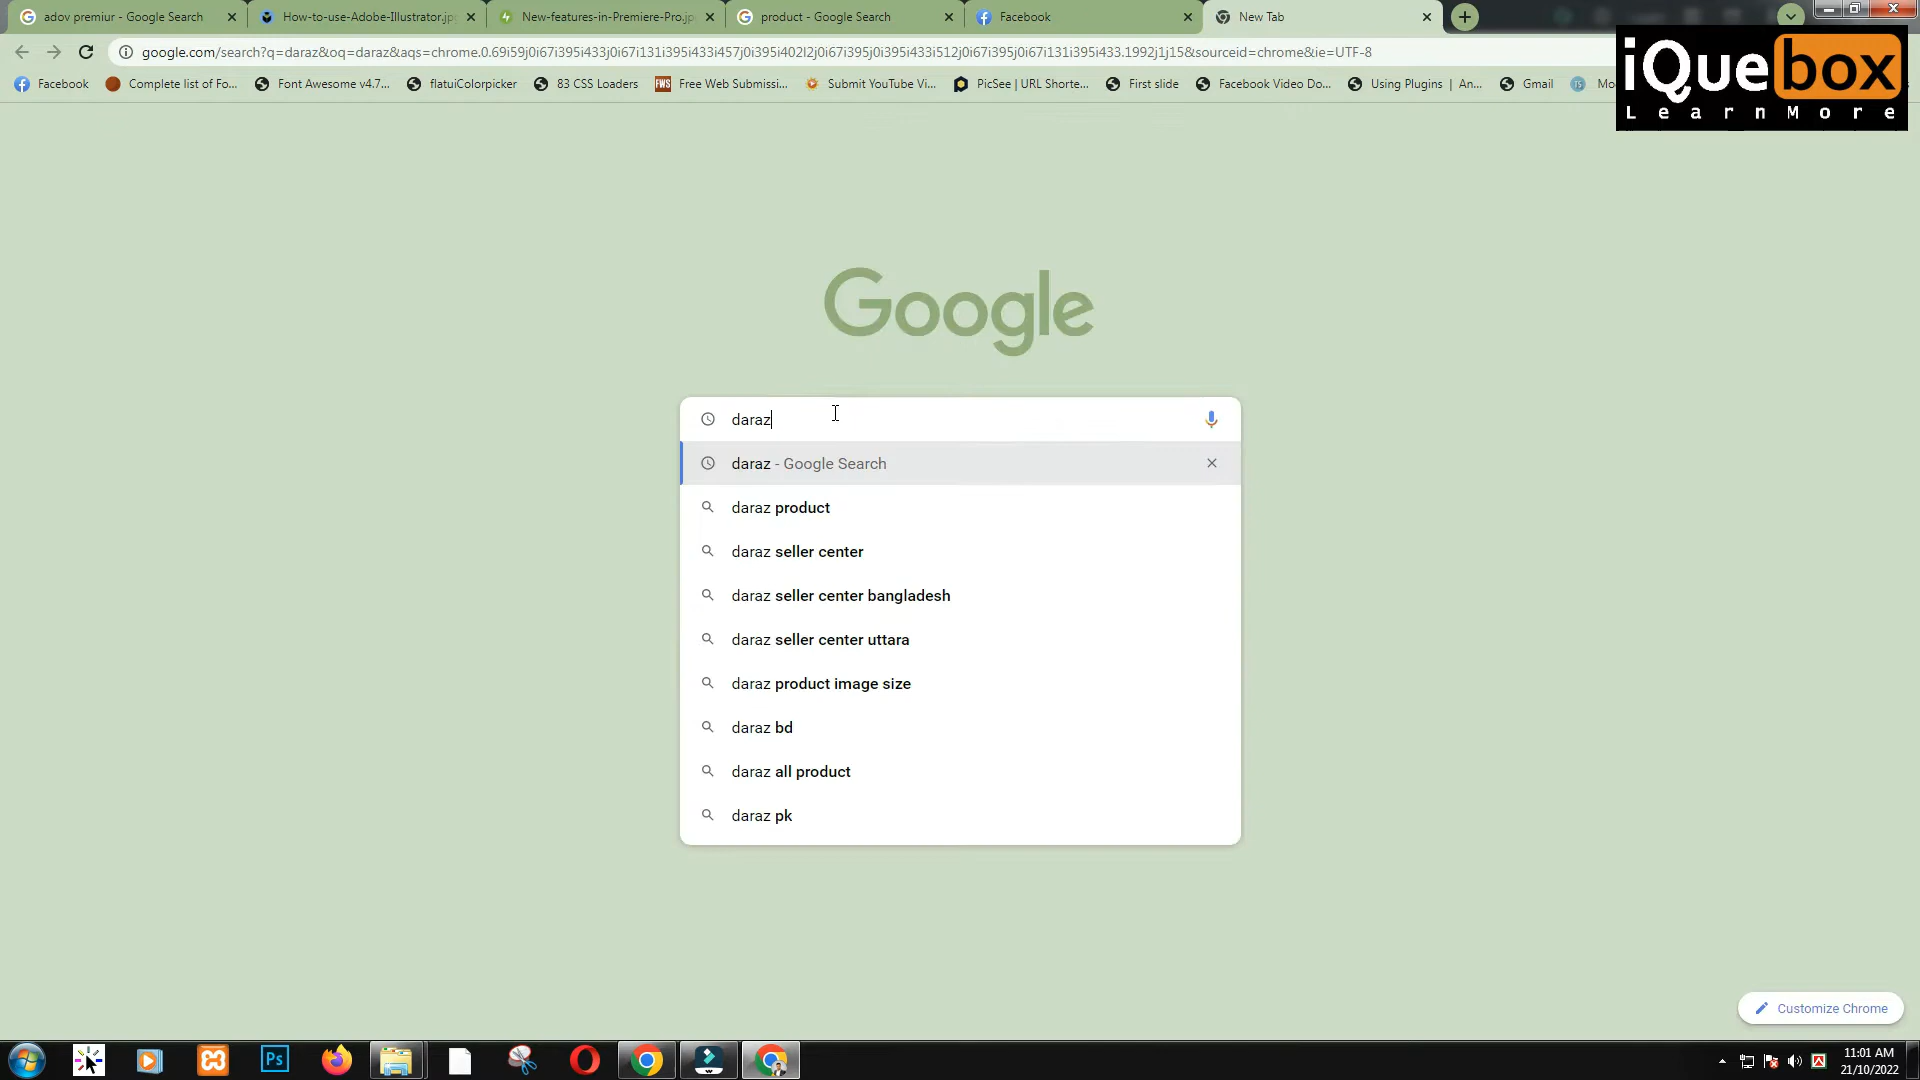 adov premiur - Google Search
How-to-use-Adobe-Illustrator.jpg
New-features-in-Premiere-Pro.jp
product - Google Search
Facebook
New Tab
google.com/search?q=daraz&oq=daraz&aqs=chrome.0.69i59j0i67i395i433j0i67i131i395i433i457j0i395i402l2j0i67i395j0i395i433i512j0i67i395j0i67i131i395i433.1992j1j15&sourceid=chrome&ie=UTF-8
Facebook
Complete list of Fo...
Font Awesome v4.7...
flatuiColorpicker
83 CSS Loaders
Free Web Submissi...
Submit YouTube Vi...
PicSee | URL Shorte...
First slide
Facebook Video Do...
Using Plugins | An...
Gmail
iQuebox
LearnMore
Google
daraz
daraz - Google Search
daraz product
daraz seller center
daraz seller center bangladesh
daraz seller center uttara
daraz product image size
daraz bd
daraz all product
daraz pk
Customize Chrome
Ps
11:01 AM
21/10/2022